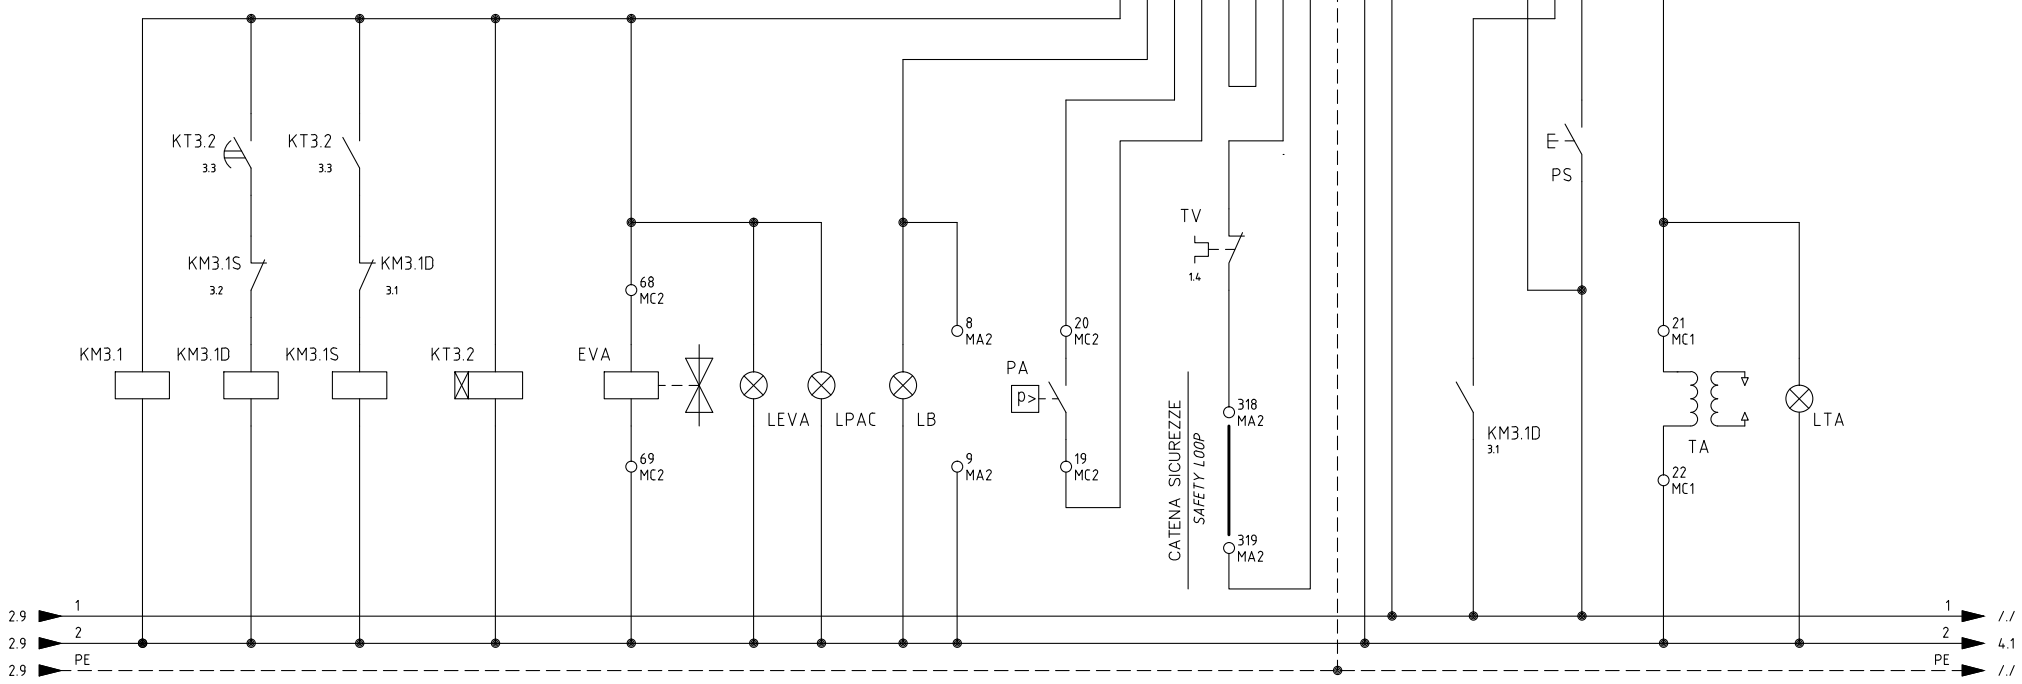 KT3.2
3.3
KT3.2
3.3
E
PS
TV
1.4
KM3.1S
3.2
KM3.1D
3.1
68
MC2
8
MA2
20
MC2
21
MC1
KM3.1
KM3.1D
KM3.1S
KT3.2
EVA
PA
p>
LEVA
LPAC
LB
318
MA2
CATENA SICUREZZE
SAFETY LOOP
KM3.1D
3.1
TA
LTA
69
MC2
9
MA2
19
MC2
22
MC1
319
MA2
2.9
1
1
/./
2.9
2
2
4.1
2.9
PE
PE
/./